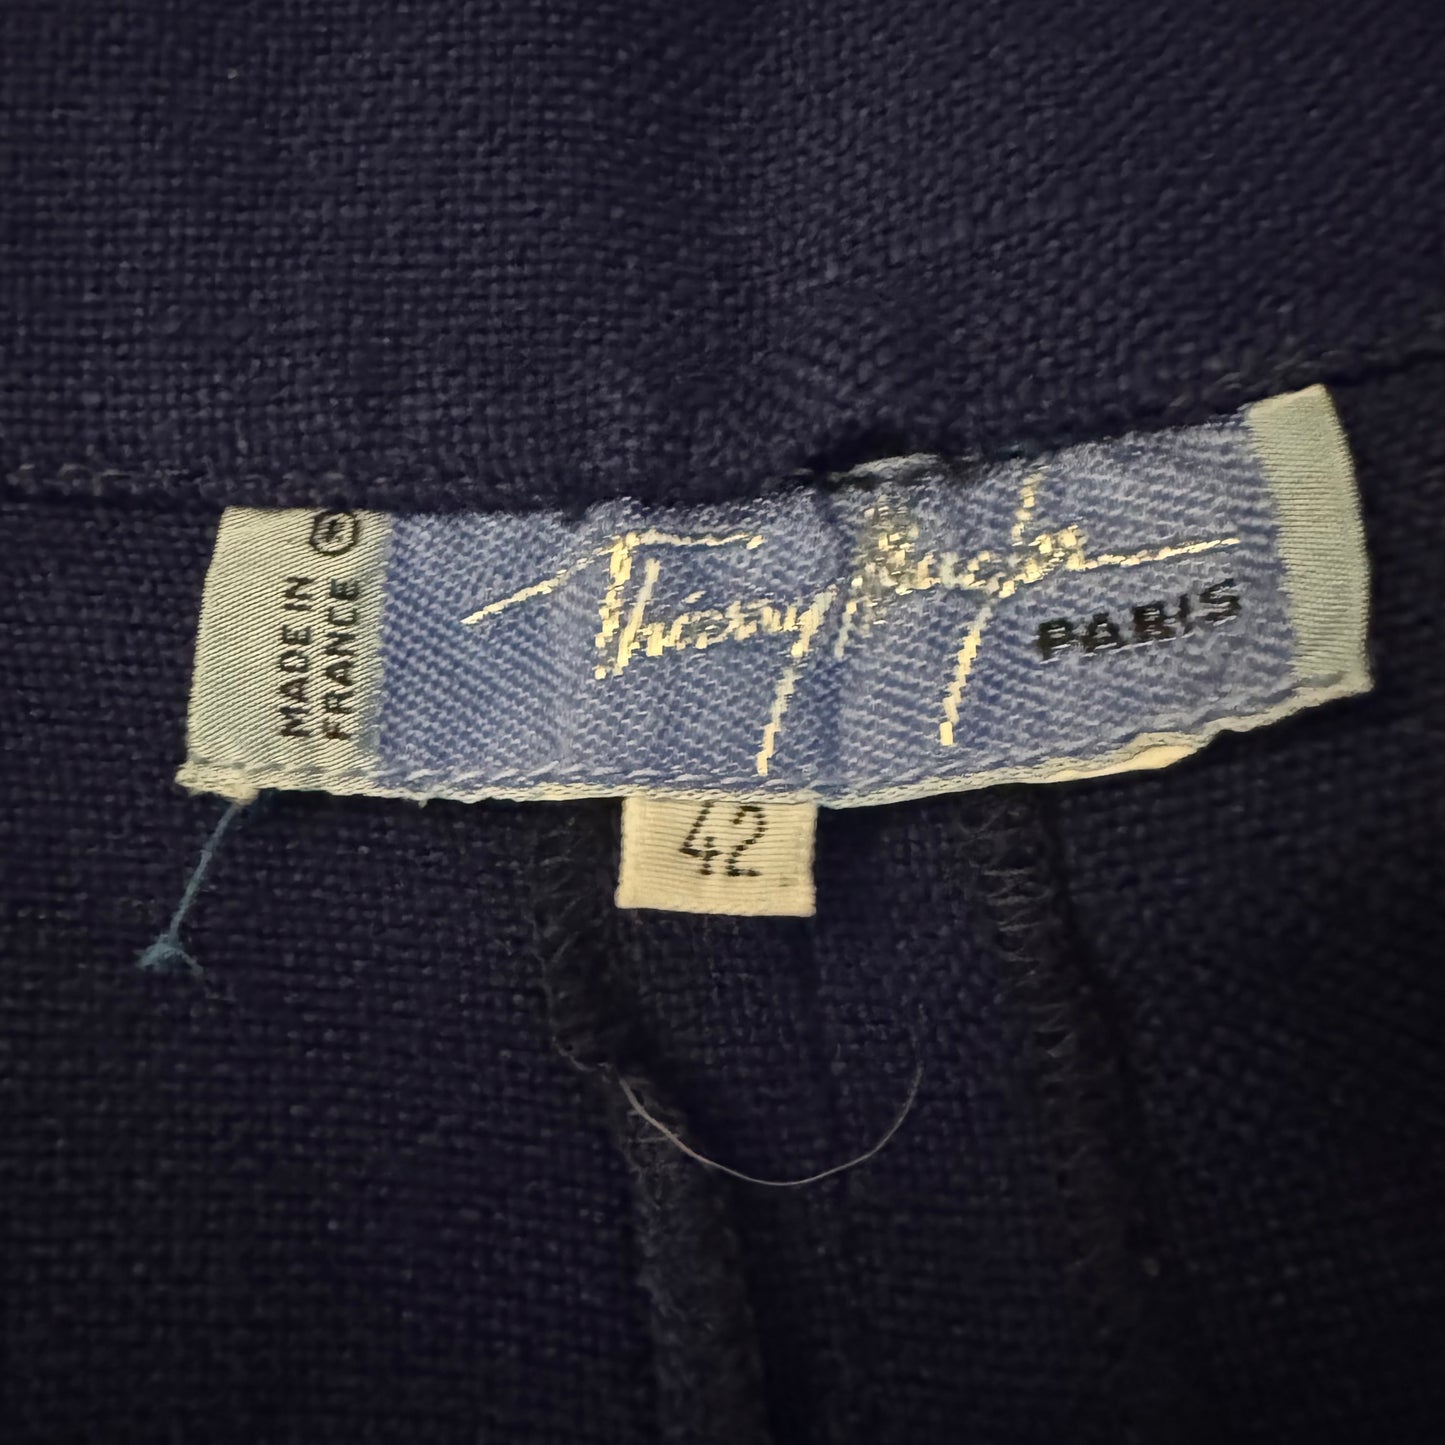 MADE IN
FRANCE
Thierry Mugler
PARIS
42